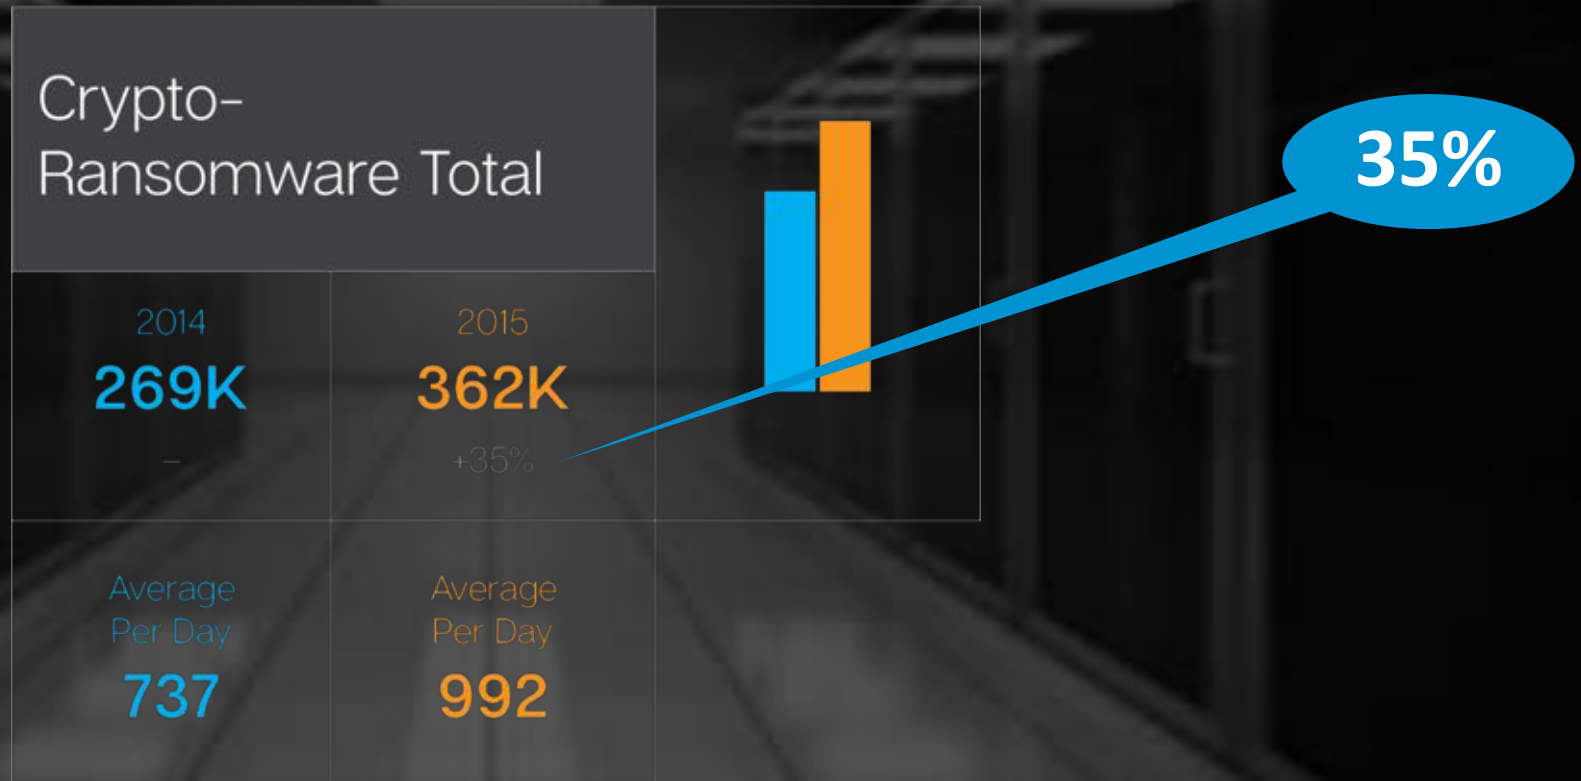 Crypto-
Ransomware Total
35%
2014
2015
269K
362K
–
+35%
Average
Per Day
737
Average
Per Day
992